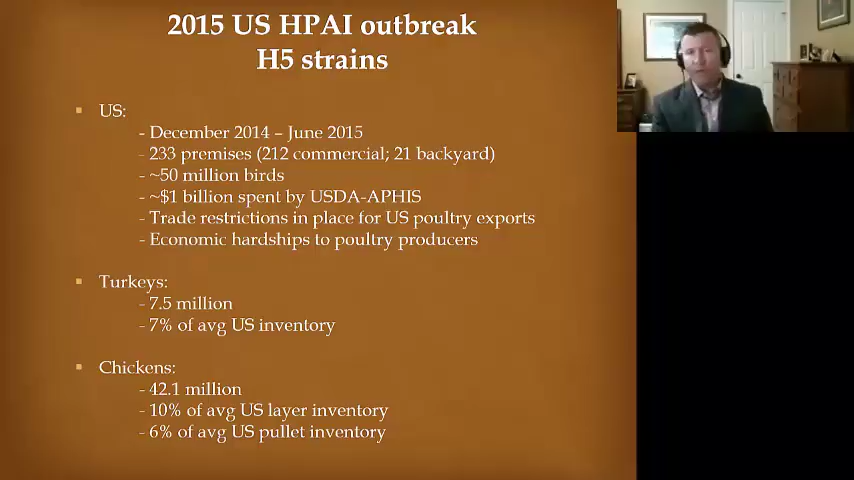 2015 US HPAI outbreak
H5 strains
▪ US:
- December 2014 – June 2015
- 233 premises (212 commercial; 21 backyard)
- ~50 million birds
- ~$1 billion spent by USDA-APHIS
- Trade restrictions in place for US poultry exports
- Economic hardships to poultry producers
▪ Turkeys:
- 7.5 million
- 7% of avg US inventory
▪ Chickens:
- 42.1 million
- 10% of avg US layer inventory
- 6% of avg US pullet inventory